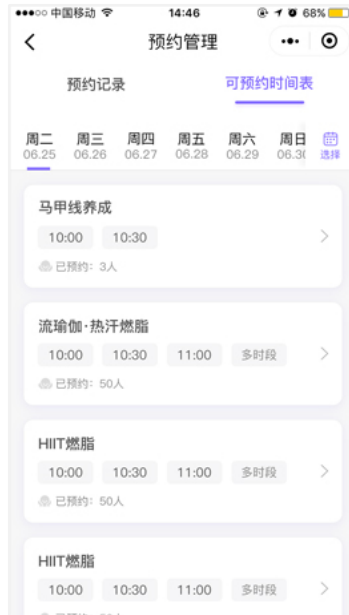 中国移动 14:46 68%
预约管理
预约记录 可预约时间表
周二 周三 周四 周五 周六 周日
06.25 06.26 06.27 06.28 06.29 06.30 选择
马甲线养成
10:00 10:30
已预约：3人
流瑜伽·热汗燃脂
10:00 10:30 11:00 多时段
已预约：50人
HIIT燃脂
10:00 10:30 11:00 多时段
已预约：50人
HIIT燃脂
10:00 10:30 11:00 多时段